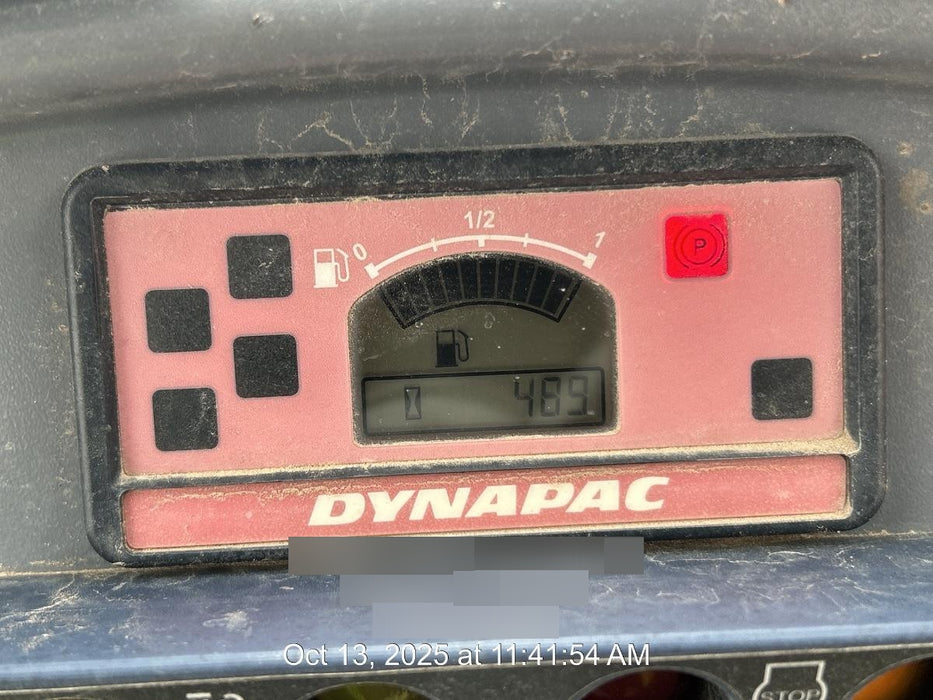 1/2
0 1
P
489
DYNAPAC
Oct 13, 2025 at 11:41:54 AM
STOP